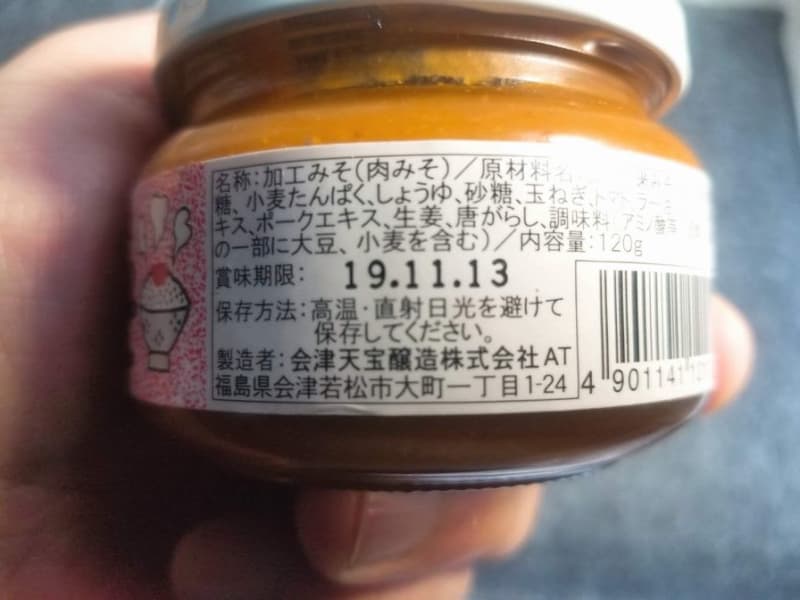 名称:加工みそ(肉みそ)/原材料名
糖、小麦たんぱく、しょうゆ、砂糖、玉ねぎ、トマト、ラー
キス、ポークエキス、生姜、唐がらし、調味料(アミノ酸等)
の一部に大豆、小麦を含む)/内容量:120g
賞味期限: 19.11.13
保存方法:高温・直射日光を避けて
保存してください。
製造者:会津天宝醸造株式会社AT
福島県会津若松市大町一丁目1-24
4 901141